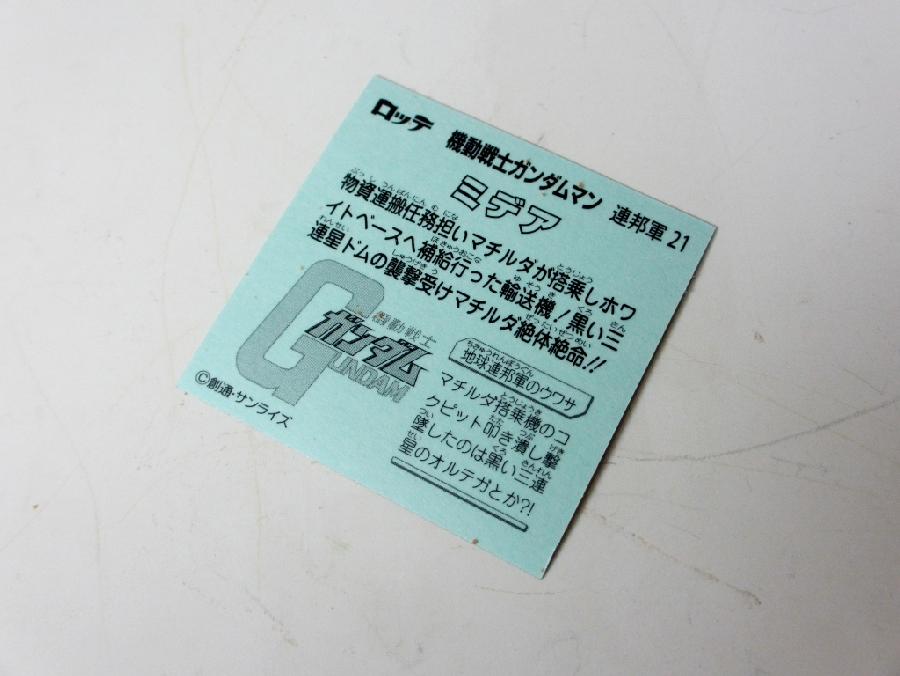 ロッテ 機動戦士ガンダムマン 連邦軍 21
ミデア
物資運搬任務担いマチルダが搭乗しホワ
イトベースへ補給行った輸送機!黒い三
連星ドムの襲撃受けマチルダ絶体絶命!!
機動戦士
ガンダム
GUNDAM
©創通・サンライズ
地球連邦軍のウワサ
マチルダ搭乗機のコ
クピット叩き潰し撃
墜したのは黒い三連
星のオルテガとか?!